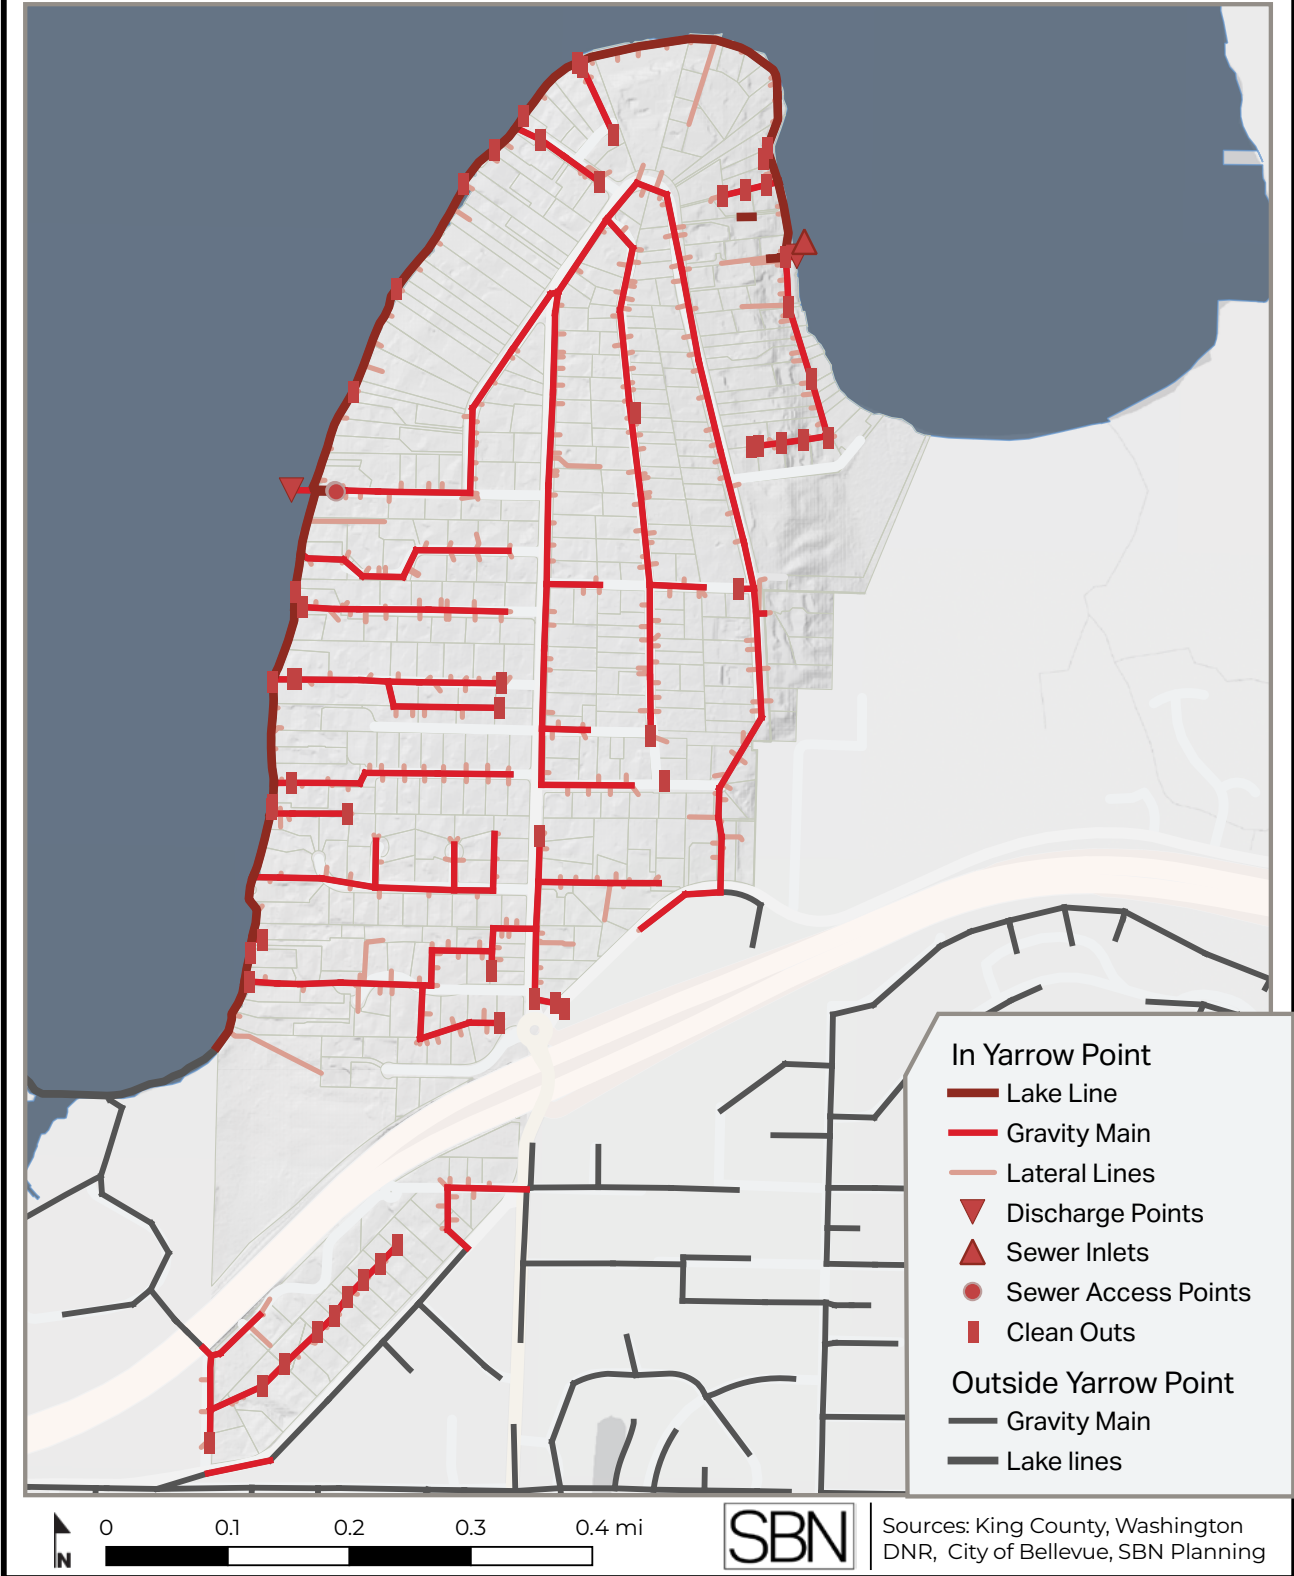 In Yarrow Point
Lake Line
Gravity Main
Lateral Lines
Discharge Points
Sewer Inlets
Sewer Access Points
Clean Outs
Outside Yarrow Point
Gravity Main
Lake lines
N
0 0.1 0.2 0.3 0.4 mi
SBN
Sources: King County, Washington
DNR, City of Bellevue, SBN Planning